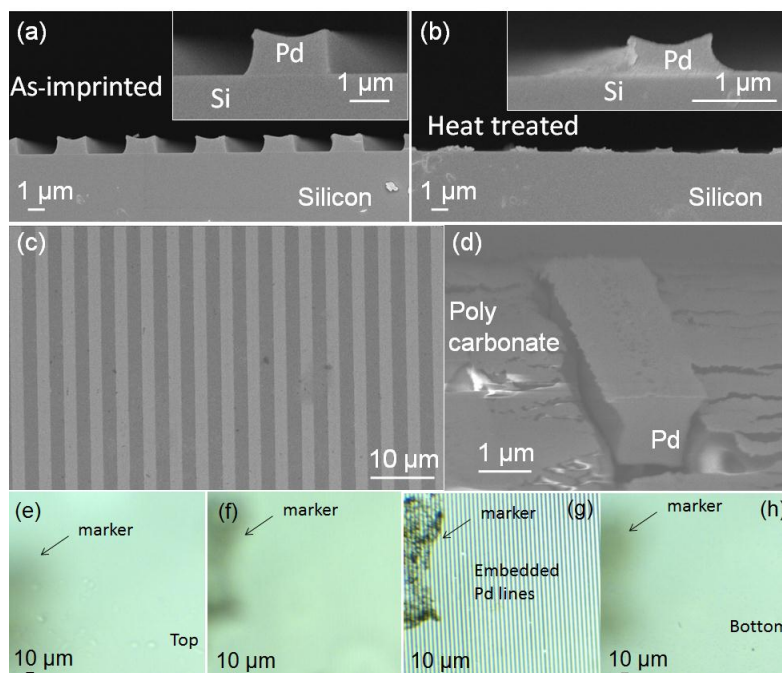 (a)
Pd
As-imprinted
1 μm
Si
1 μm
Silicon
(b)
Pd
Si
1 μm
Heat treated
1 μm
Silicon
(c)
10 μm
(d)
Poly
carbonate
Pd
1 μm
(e)
marker
Top
10 μm
(f)
marker
10 μm
(g)
marker
Embedded
Pd lines
10 μm
(h)
marker
Bottom
10 μm